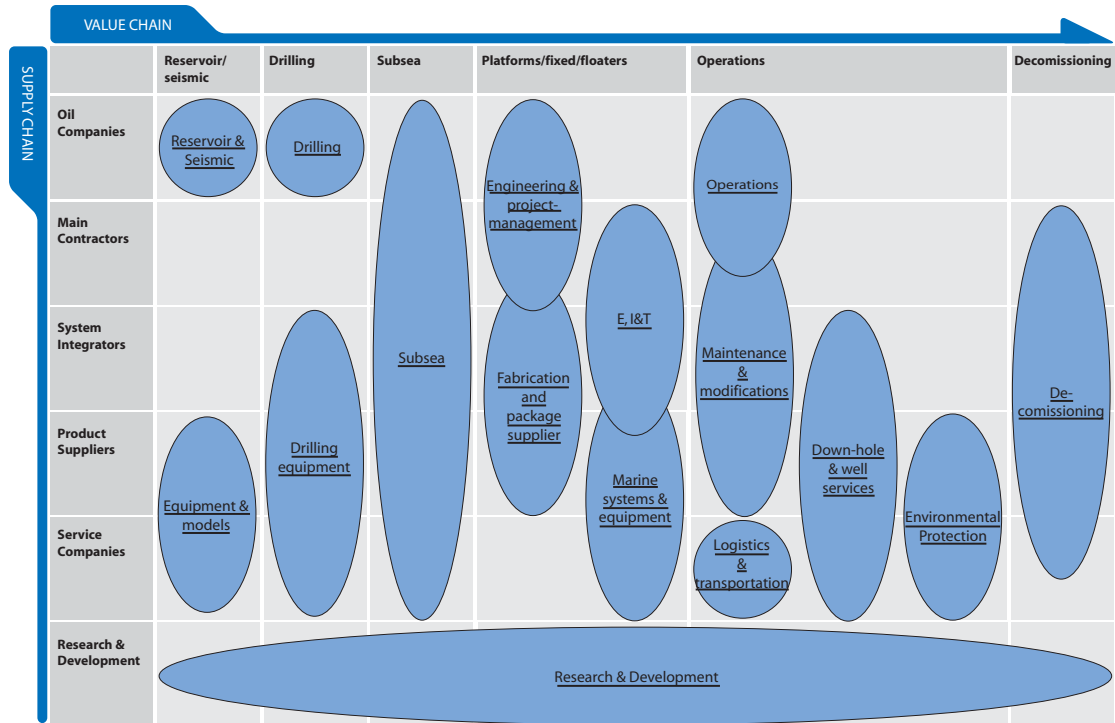 VALUE CHAIN
SUPPLY CHAIN
Reservoir/
seismic
Drilling
Subsea
Platforms/fixed/floaters
Operations
Decomissioning
Oil
Companies
Reservoir &
Seismic
Drilling
Engineering &
project-
management
Operations
Main
Contractors
System
Integrators
Subsea
E, I&T
Fabrication
and
package
supplier
Maintenance
&
modifications
De-
comissioning
Product
Suppliers
Drilling
equipment
Equipment &
models
Marine
systems &
equipment
Down-hole
& well
services
Environmental
Protection
Service
Companies
Logistics
&
transportation
Research &
Development
Research & Development